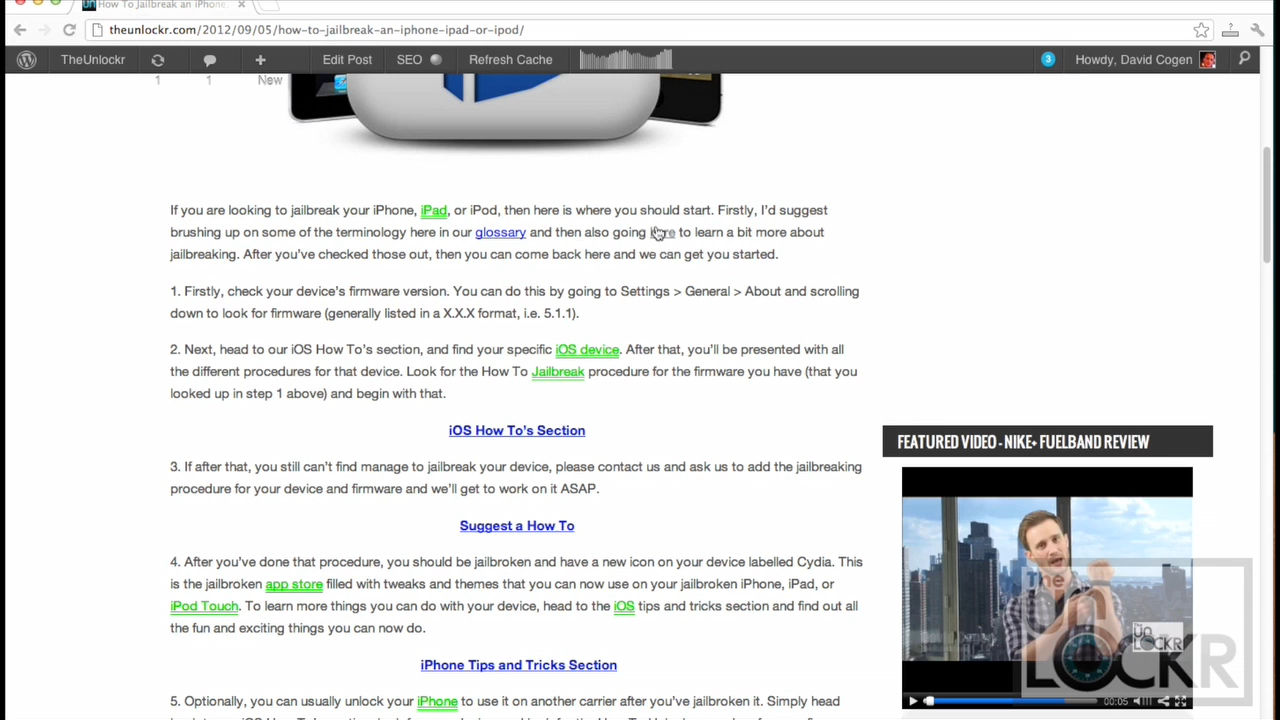 How To Jailbreak an iPhone
theunlockr.com/2012/09/05/how-to-jailbreak-an-iphone-ipad-or-ipod/
TheUnlockr
Edit Post
SEO
Refresh Cache
3
Howdy, David Cogen
1
1
New
If you are looking to jailbreak your iPhone, iPad, or iPod, then here is where you should start. Firstly, I'd suggest
brushing up on some of the terminology here in our glossary and then also going here to learn a bit more about
jailbreaking. After you've checked those out, then you can come back here and we can get you started.
1. Firstly, check your device's firmware version. You can do this by going to Settings > General > About and scrolling
down to look for firmware (generally listed in a X.X.X format, i.e. 5.1.1).
2. Next, head to our iOS How To's section, and find your specific iOS device. After that, you'll be presented with all
the different procedures for that device. Look for the How To Jailbreak procedure for the firmware you have (that you
looked up in step 1 above) and begin with that.
iOS How To's Section
3. If after that, you still can't find manage to jailbreak your device, please contact us and ask us to add the jailbreaking
procedure for your device and firmware and we'll get to work on it ASAP.
Suggest a How To
4. After you've done that procedure, you should be jailbroken and have a new icon on your device labelled Cydia. This
is the jailbroken app store filled with tweaks and themes that you can now use on your jailbroken iPhone, iPad, or
iPod Touch. To learn more things you can do with your device, head to the iOS tips and tricks section and find out all
the fun and exciting things you can now do.
iPhone Tips and Tricks Section
5. Optionally, you can usually unlock your iPhone to use it on another carrier after you've jailbroken it. Simply head
FEATURED VIDEO - NIKE+ FUELBAND REVIEW
THE UN LOCKR
00:05
LOCKR